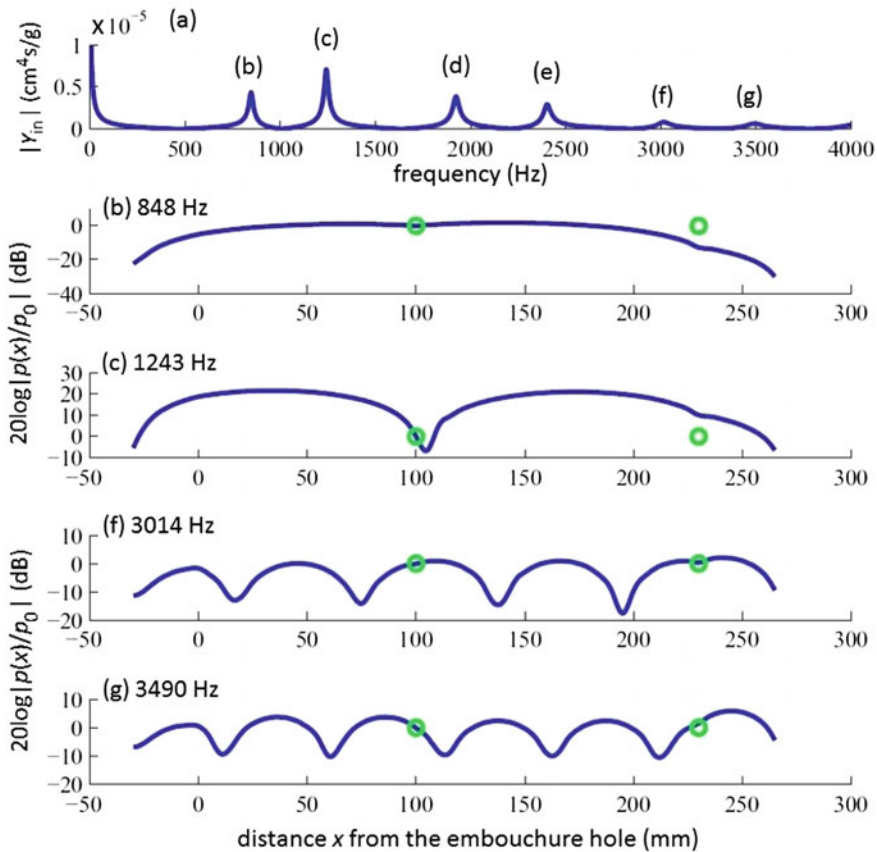 x 10⁻⁵ (a)
|Y_in| (cm⁴s/g)
1
0.5
0
(b) (c) (d) (e) (f) (g)
0 500 1000 1500 2000 2500 3000 3500 4000
frequency (Hz)
20log|p(x)/p₀| (dB)
(b) 848 Hz
0
−20
−40
−50 0 50 100 150 200 250 300
(c) 1243 Hz
30
20
10
0
−10
−50 0 50 100 150 200 250 300
20log|p(x)/p₀| (dB)
(f) 3014 Hz
10
0
−10
−20
−50 0 50 100 150 200 250 300
(g) 3490 Hz
10
0
−10
−20
−50 0 50 100 150 200 250 300
distance x from the embouchure hole (mm)